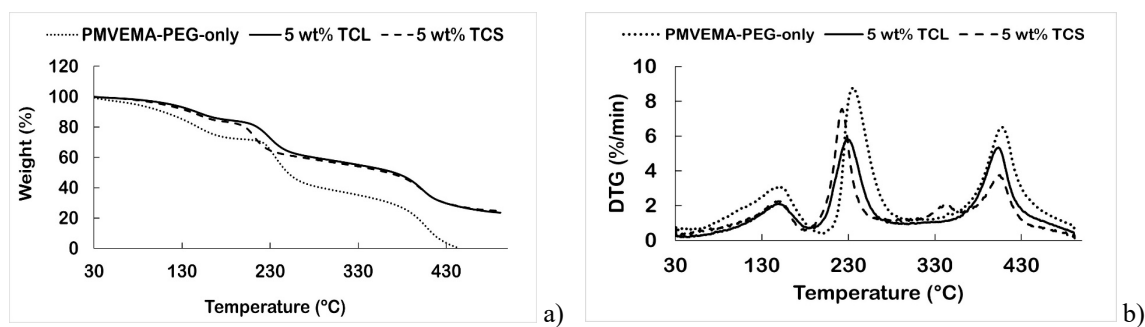 PMVEMA-PEG-only 5 wt% TCL 5 wt% TCS
120
100
80
60
40
20
0
Weight (%)
30 130 230 330 430
Temperature (°C)
a)
PMVEMA-PEG-only 5 wt% TCL 5 wt% TCS
10
8
6
4
2
0
DTG (%/min)
30 130 230 330 430
Temperature (°C)
b)